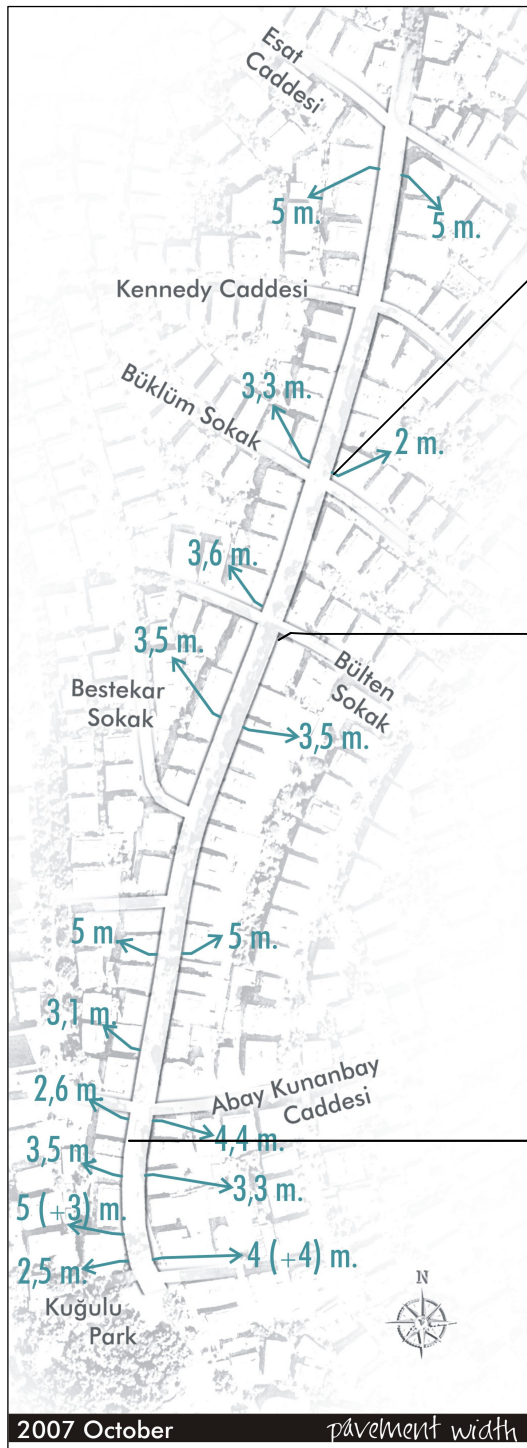 Esat
Caddesi
5 m.
5 m.
Kennedy Caddesi
Büklüm Sokak
3,3 m.
2 m.
3,6 m.
3,5 m.
Bülten
Sokak
Bestekar
Sokak
3,5 m.
5 m.
5 m.
3,1 m.
2,6 m.
Abay Kunanbay
Caddesi
4,4 m.
3,5 m.
3,3 m.
5 (+3) m.
4 (+4) m.
2,5 m.
Kuğulu
Park
N
2007 October
pavement width